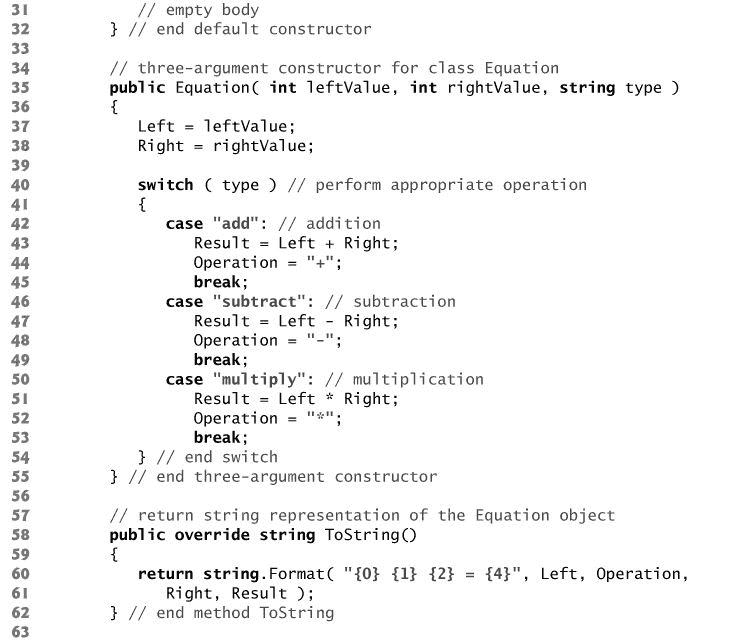 31 // empty body
32 } // end default constructor
33
34 // three-argument constructor for class Equation
35 public Equation( int leftValue, int rightValue, string type )
36 {
37 Left = leftValue;
38 Right = rightValue;
39
40 switch ( type ) // perform appropriate operation
41 {
42 case "add": // addition
43 Result = Left + Right;
44 Operation = "+";
45 break;
46 case "subtract": // subtraction
47 Result = Left - Right;
48 Operation = "-";
49 break;
50 case "multiply": // multiplication
51 Result = Left * Right;
52 Operation = "*";
53 break;
54 } // end switch
55 } // end three-argument constructor
56
57 // return string representation of the Equation object
58 public override string ToString()
59 {
60 return string.Format( "{0} {1} {2} = {4}", Left, Operation,
61 Right, Result );
62 } // end method ToString
63